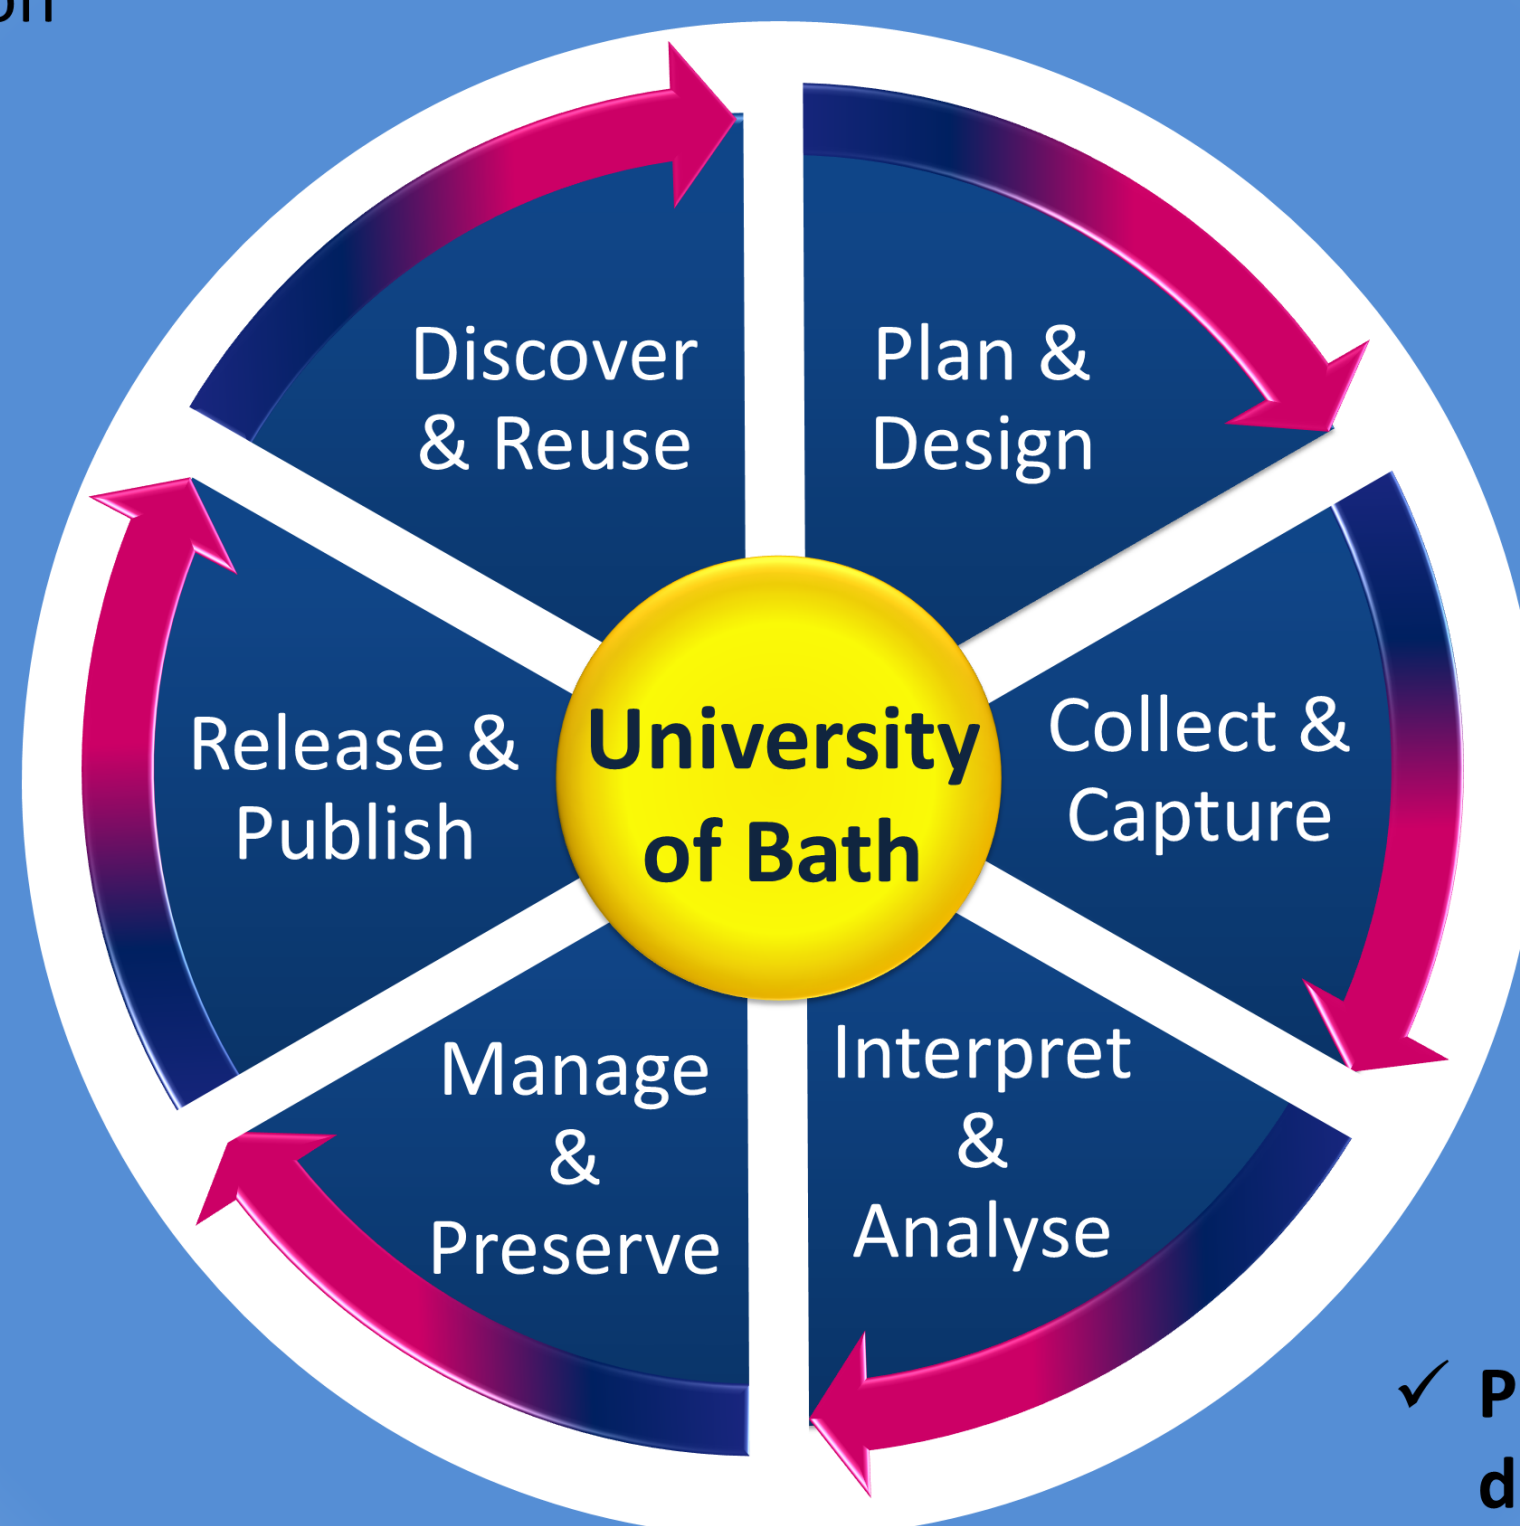 Discover
& Reuse
Plan &
Design
Collect &
Capture
Interpret
&
Analyse
Manage
&
Preserve
Release &
Publish
University
of Bath